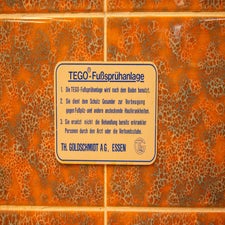 TEGO®-Fußsprühanlage
1. Die TEGO-Fußsprühanlage wird nach dem Baden benutzt.
2. Sie dient dem Schutz Gesunder zur Vorbeugung
gegen Fußpilz und andere ansteckende Hautkrankheiten.
3. Sie ersetzt nicht die Behandlung bereits erkrankter
Personen durch den Arzt oder die Ambulanz
TH. GOLDSCHMIDT AG, ESSEN